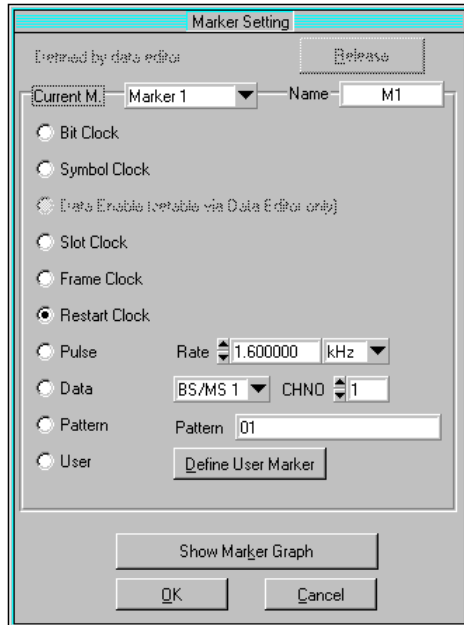 Marker Setting
Defined by data editor
Release
Current M. Marker 1 Name M1
Bit Clock
Symbol Clock
Data Enable (setable via Data Editor only)
Slot Clock
Frame Clock
Restart Clock
Pulse Rate 1.600000 kHz
Data BS/MS 1 CHNO 1
Pattern Pattern 01
User Define User Marker
Show Marker Graph
OK Cancel